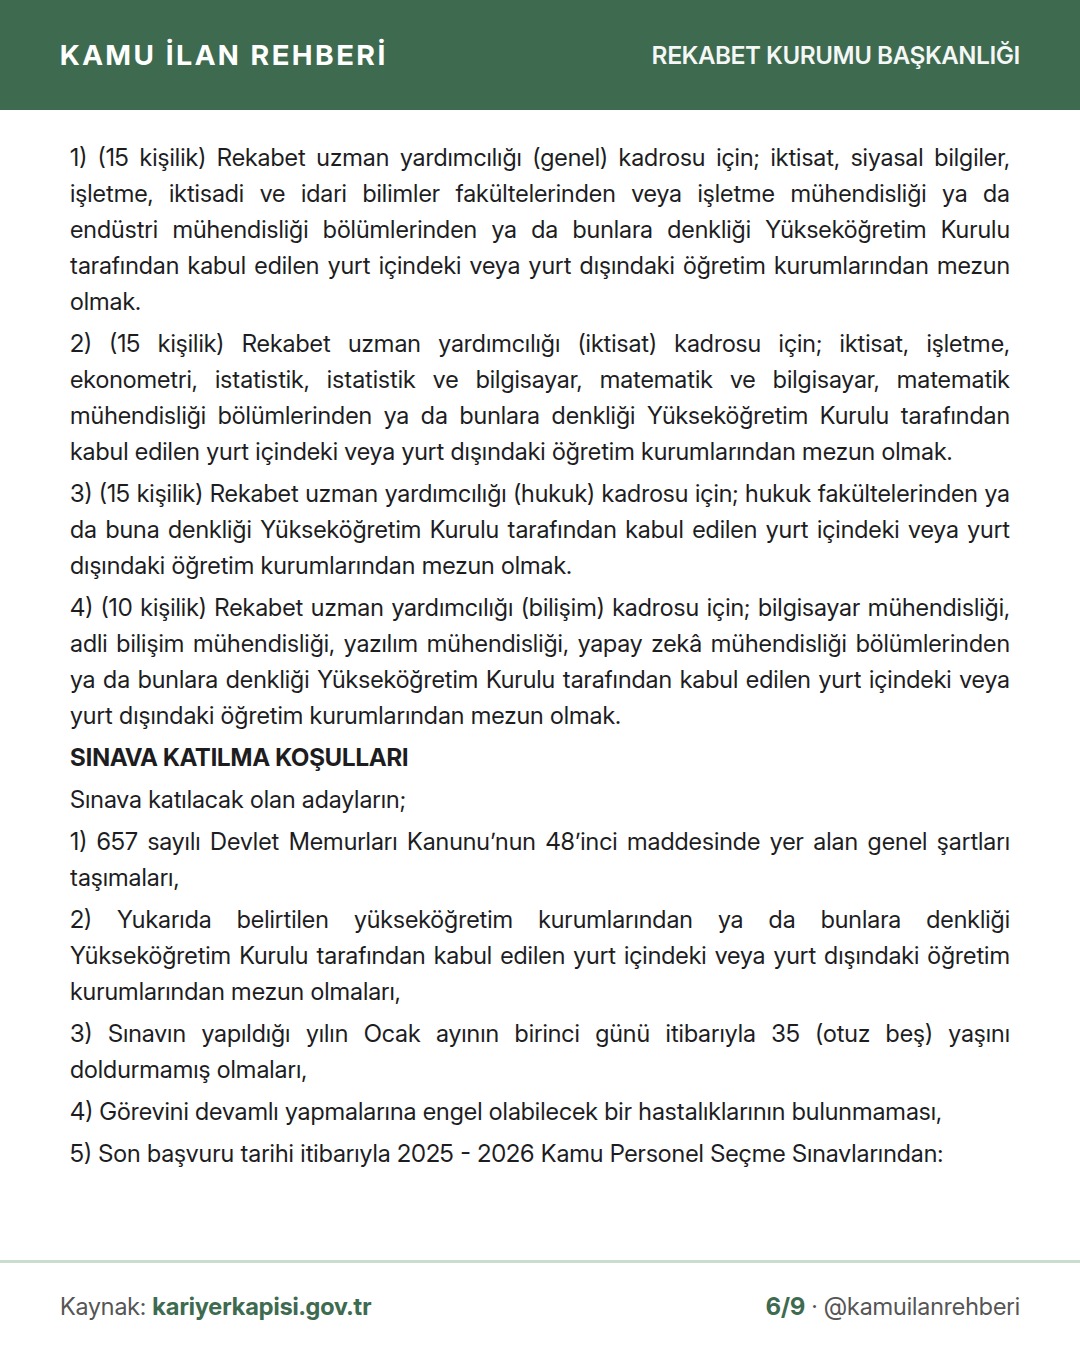 KAMU İLAN REHBERİ
REKABET KURUMU BAŞKANLIĞI
1) (15 kişilik) Rekabet uzman yardımcılığı (genel) kadrosu için; iktisat, siyasal bilgiler,
işletme, iktisadi ve idari bilimler fakültelerinden veya işletme mühendisliği ya da
endüstri mühendisliği bölümlerinden ya da bunlara denkliği Yükseköğretim Kurulu
tarafından kabul edilen yurt içindeki veya yurt dışındaki öğretim kurumlarından mezun
olmak.
2) (15 kişilik) Rekabet uzman yardımcılığı (iktisat) kadrosu için; iktisat, işletme,
ekonometri, istatistik, istatistik ve bilgisayar, matematik ve bilgisayar, matematik
mühendisliği bölümlerinden ya da bunlara denkliği Yükseköğretim Kurulu tarafından
kabul edilen yurt içindeki veya yurt dışındaki öğretim kurumlarından mezun olmak.
3) (15 kişilik) Rekabet uzman yardımcılığı (hukuk) kadrosu için; hukuk fakültelerinden ya
da buna denkliği Yükseköğretim Kurulu tarafından kabul edilen yurt içindeki veya yurt
dışındaki öğretim kurumlarından mezun olmak.
4) (10 kişilik) Rekabet uzman yardımcılığı (bilişim) kadrosu için; bilgisayar mühendisliği,
adli bilişim mühendisliği, yazılım mühendisliği, yapay zekâ mühendisliği bölümlerinden
ya da bunlara denkliği Yükseköğretim Kurulu tarafından kabul edilen yurt içindeki veya
yurt dışındaki öğretim kurumlarından mezun olmak.
SINAVA KATILMA KOŞULLARI
Sınava katılacak olan adayların;
1) 657 sayılı Devlet Memurları Kanunu’nun 48’inci maddesinde yer alan genel şartları
taşımaları,
2) Yukarıda belirtilen yükseköğretim kurumlarından ya da bunlara denkliği
Yükseköğretim Kurulu tarafından kabul edilen yurt içindeki veya yurt dışındaki öğretim
kurumlarından mezun olmaları,
3) Sınavın yapıldığı yılın Ocak ayının birinci günü itibarıyla 35 (otuz beş) yaşını
doldurmamış olmaları,
4) Görevini devamlı yapmalarına engel olabilecek bir hastalıklarının bulunmaması,
5) Son başvuru tarihi itibarıyla 2025 - 2026 Kamu Personel Seçme Sınavlarından:
Kaynak: kariyerkapisi.gov.tr
6/9 · @kamuilanrehberi